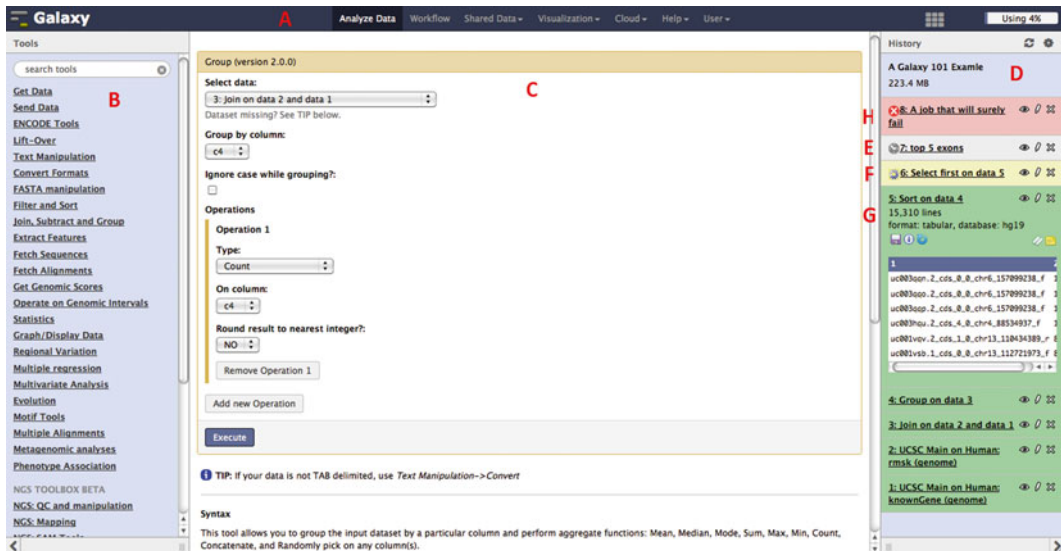 Galaxy
A
Analyze Data
Workflow
Shared Data
Visualization
Cloud
Help
User
Using 4%
Tools
search tools
B
Get Data
Send Data
ENCODE Tools
Lift-Over
Text Manipulation
Convert Formats
FASTA manipulation
Filter and Sort
Join, Subtract and Group
Extract Features
Fetch Sequences
Fetch Alignments
Get Genomic Scores
Operate on Genomic Intervals
Statistics
Graph/Display Data
Regional Variation
Multiple regression
Multivariate Analysis
Evolution
Motif Tools
Multiple Alignments
Metagenomic analyses
Phenotype Association
NGS TOOLBOX BETA
NGS: QC and manipulation
NGS: Mapping
Group (version 2.0.0)
C
Select data:
3: Join on data 2 and data 1
Dataset missing? See TIP below.
Group by column:
c4
Ignore case while grouping?:
Operations
Operation 1
Type:
Count
On column:
c4
Round result to nearest integer?:
NO
Remove Operation 1
Add new Operation
Execute
TIP: If your data is not TAB delimited, use Text Manipulation->Convert
Syntax
This tool allows you to group the input dataset by a particular column and perform aggregate functions: Mean, Median, Mode, Sum, Max, Min, Count,
Concatenate, and Randomly pick on any column(s).
History
A Galaxy 101 Examle
223.4 MB
D
H
8: A job that will surely
fail
E
7: top 5 exons
F
6: Select first on data 5
G
5: Sort on data 4
15,310 lines
format: tabular, database: hg19
1
4: Group on data 3
3: Join on data 2 and data 1
2: UCSC Main on Human:
rmsk (genome)
1: UCSC Main on Human:
knownGene (genome)